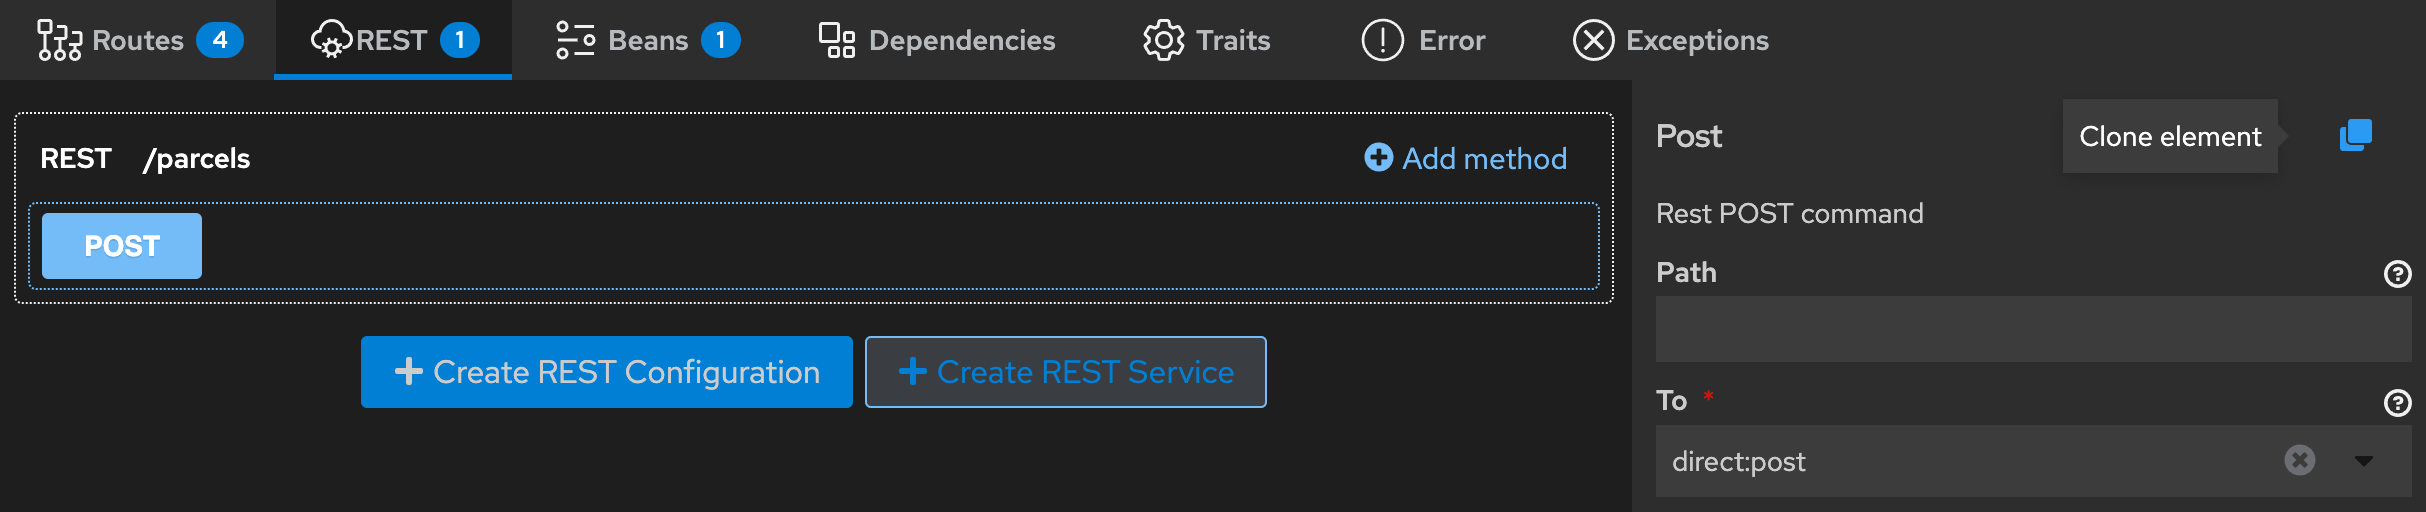 Routes 4 REST 1 Beans 1 Dependencies Traits Error Exceptions
REST /parcels
Add method
POST
Create REST Configuration
Create REST Service
Post
Clone element
Rest POST command
Path
To *
direct:post